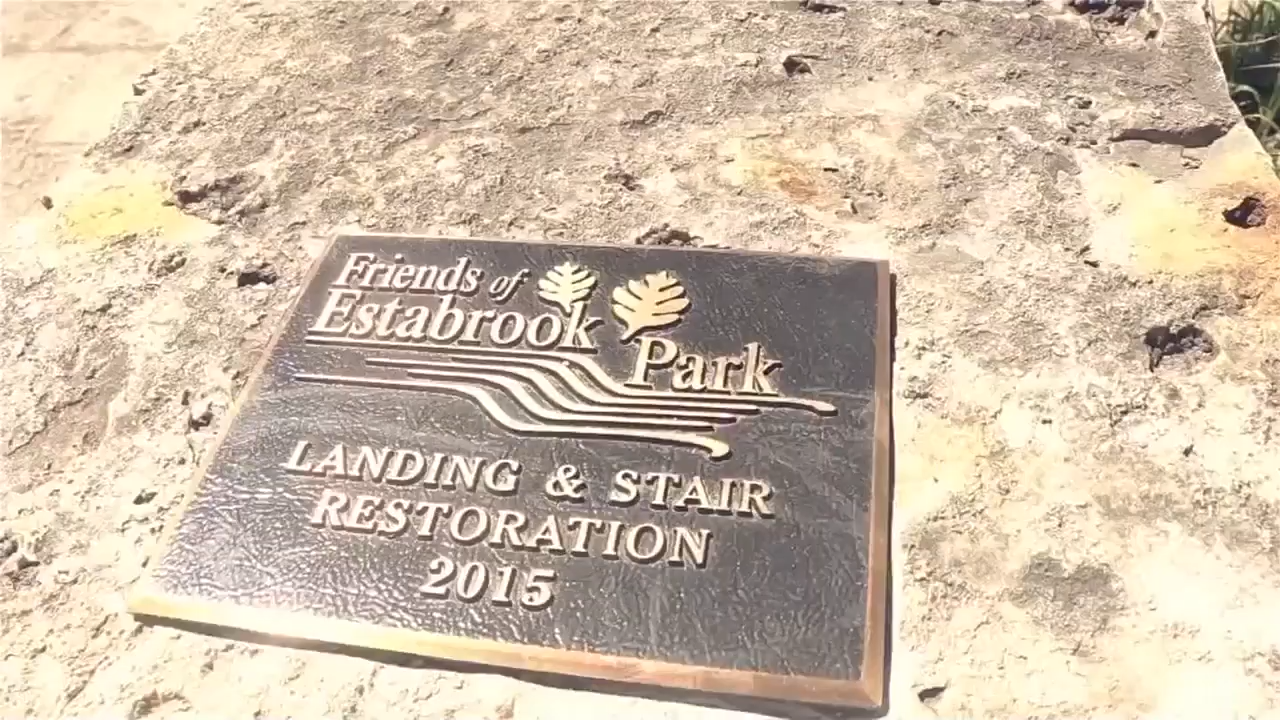 Friends of
Estabrook
Park
LANDING & STAIR
RESTORATION
2015